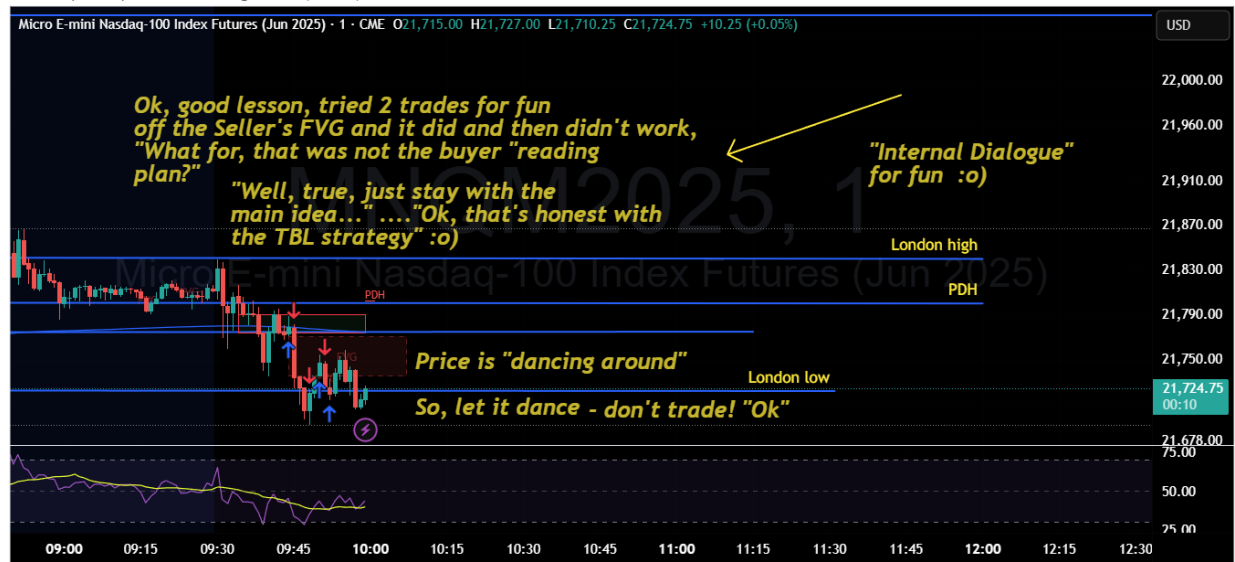 Micro E-mini Nasdaq-100 Index Futures (Jun 2025) · 1 · CME O21,715.00 H21,727.00 L21,710.25 C21,724.75 +10.25 (+0.05%)
USD
22,000.00
Ok, good lesson, tried 2 trades for fun
off the Seller's FVG and it did and then didn't work,
"What for, that was not the buyer "reading
plan?"
21,960.00
"Internal Dialogue"
for fun :o)
21,910.00
"Well, true, just stay with the
main idea..." ...."Ok, that's honest with
the TBL strategy" :o)
MNQM2025, 1
21,870.00
London high
Micro E-mini Nasdaq-100 Index Futures (Jun 2025)
21,830.00
PDH
PDH
21,790.00
FVG
Price is "dancing around"
21,750.00
London low
21,724.75
00:10
So, let it dance - don't trade! "Ok"
21,678.00
75.00
50.00
25.00
09:00 09:15 09:30 09:45 10:00 10:15 10:30 10:45 11:00 11:15 11:30 11:45 12:00 12:15 12:30